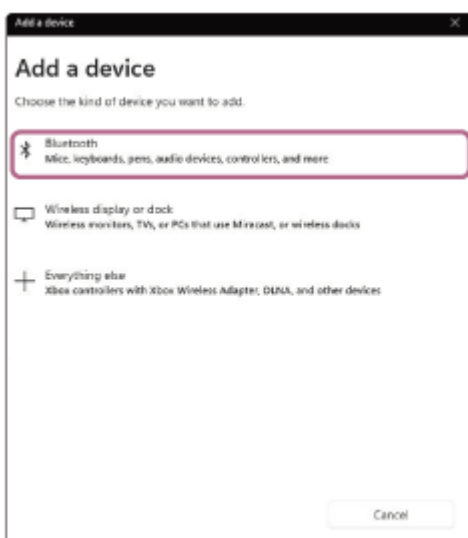 Add a device
Add a device
Choose the kind of device you want to add.
Bluetooth
Mice, keyboards, pens, audio devices, controllers, and more
Wireless display or dock
Wireless monitors, TVs, or PCs that use Miracast, or wireless docks
Everything else
Xbox controllers with Xbox Wireless Adapter, DLNA, and other devices
Cancel